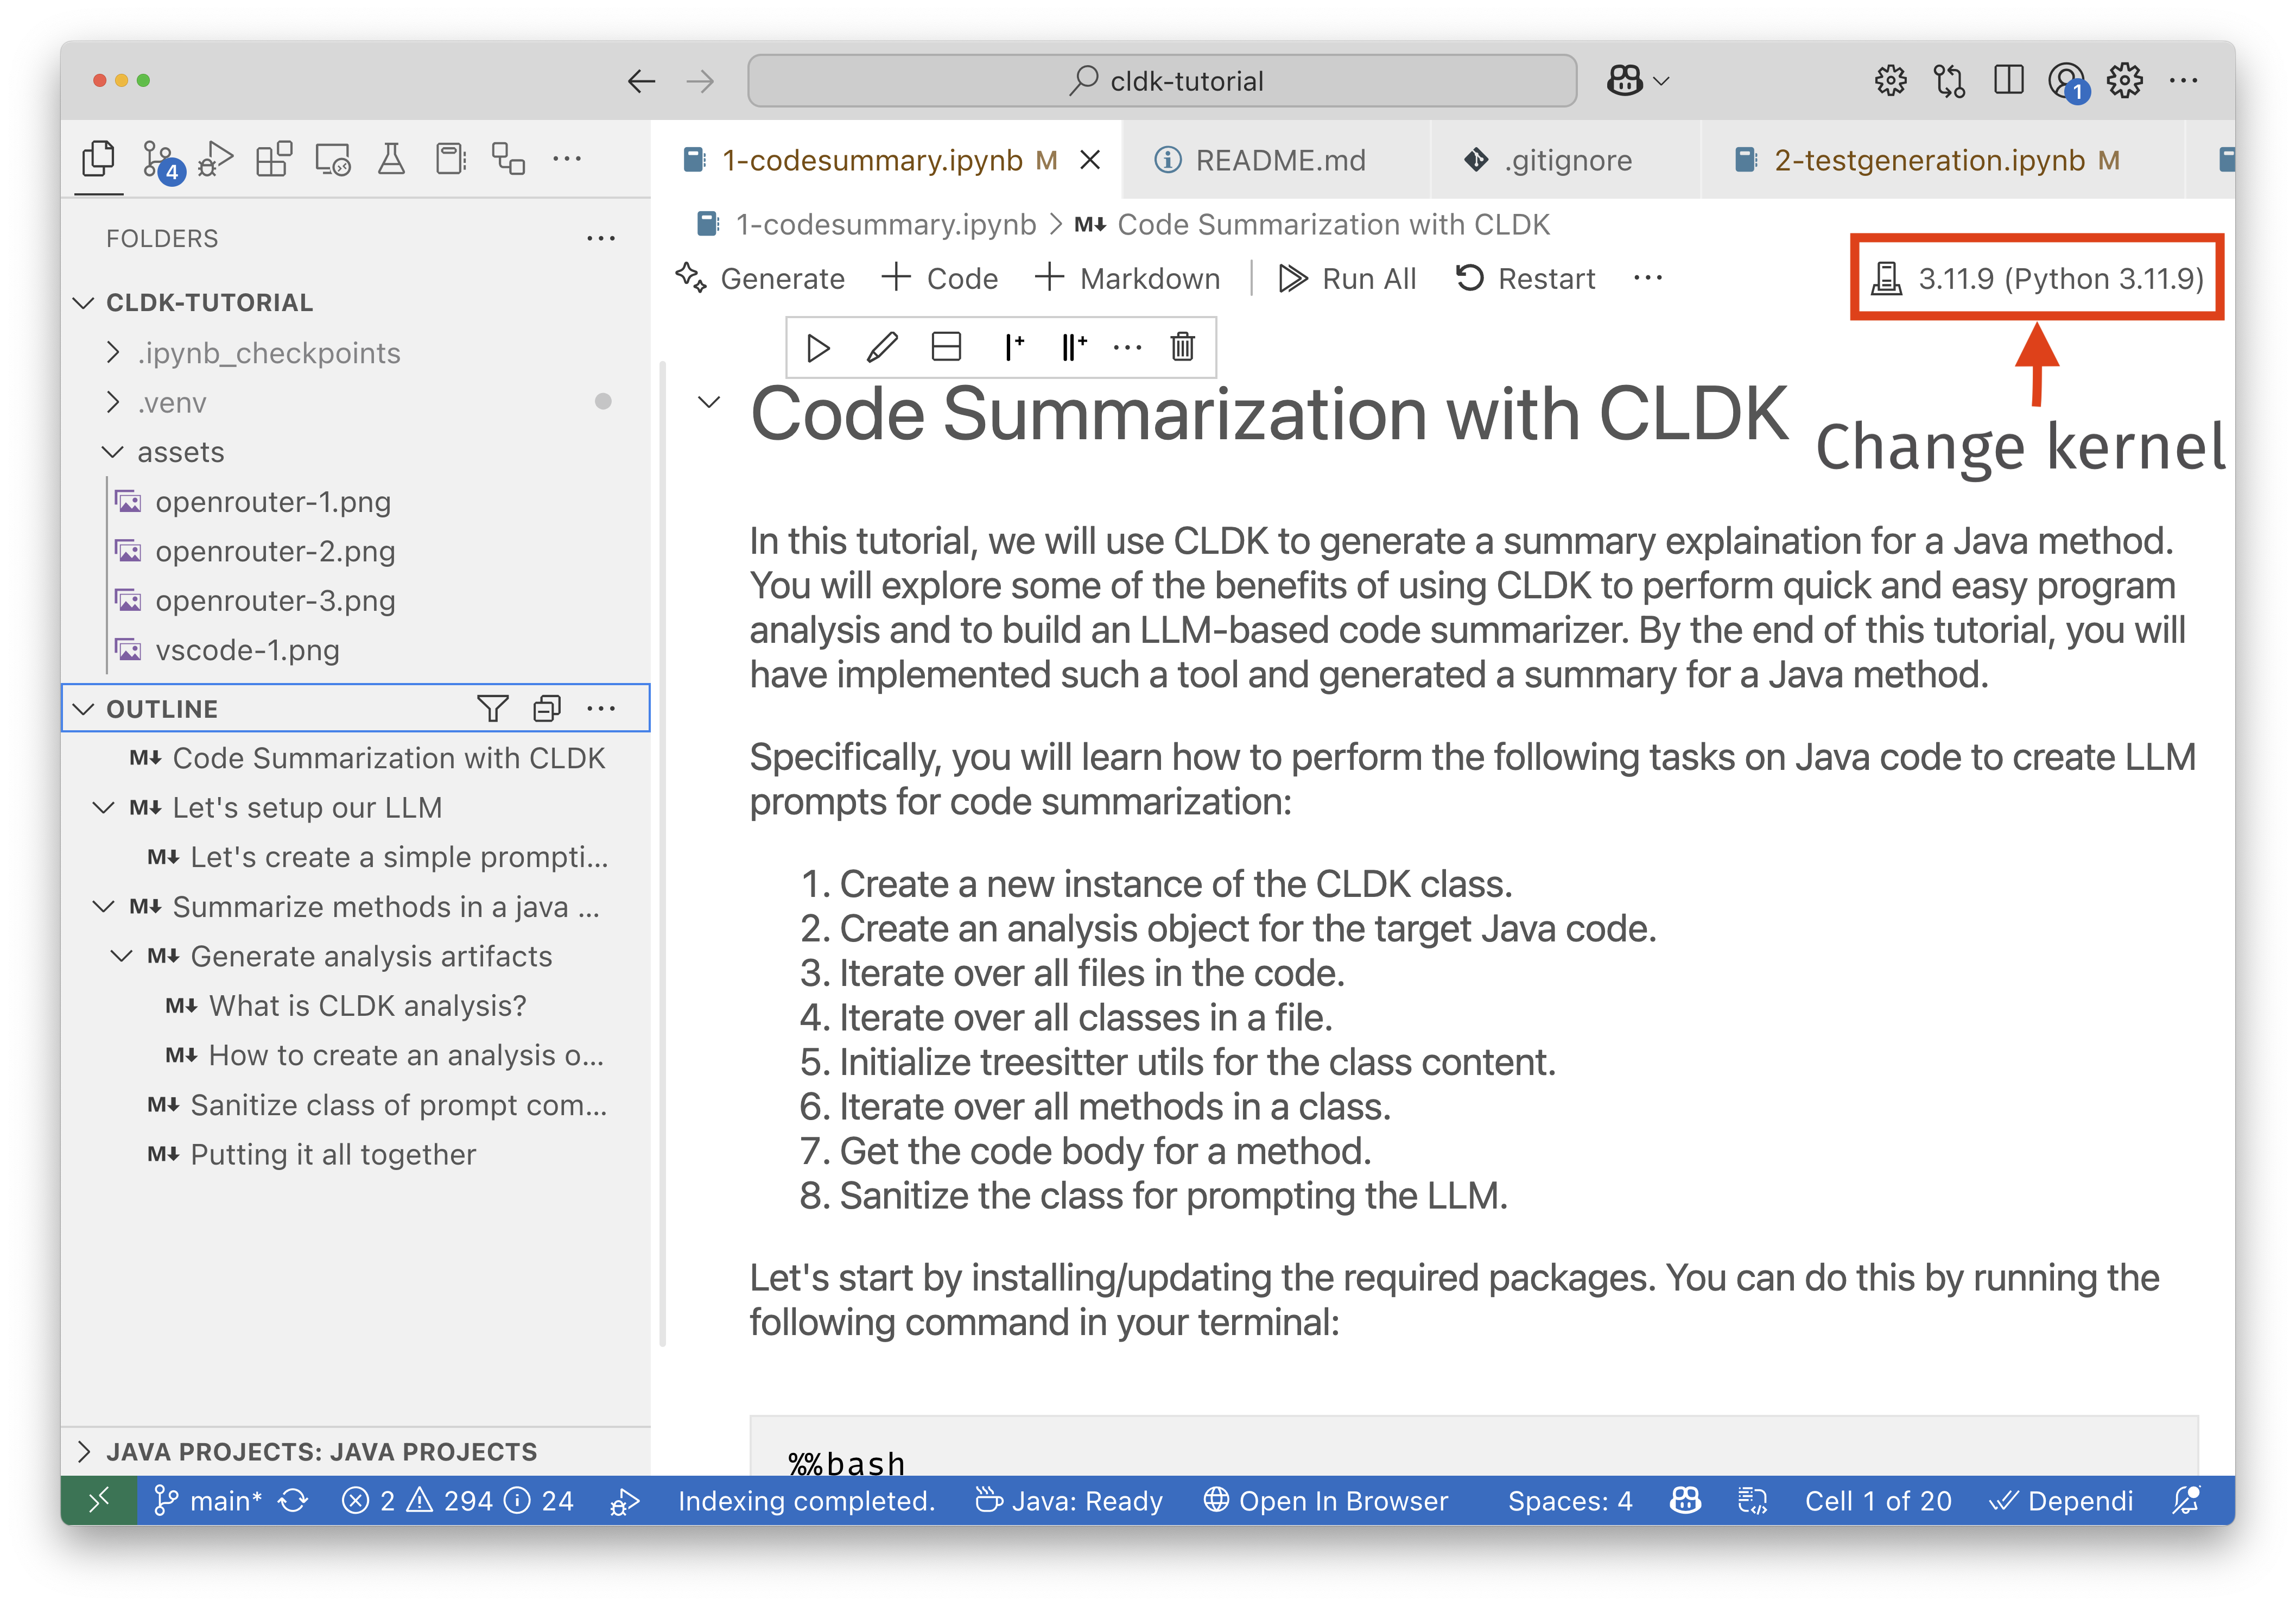 cldk-tutorial
1
4
1-codesummary.ipynb M
README.md
.gitignore
2-testgeneration.ipynb M
FOLDERS
CLDK-TUTORIAL
.ipynb_checkpoints
.venv
assets
openrouter-1.png
openrouter-2.png
openrouter-3.png
vscode-1.png
OUTLINE
Code Summarization with CLDK
Let's setup our LLM
Let's create a simple prompti...
Summarize methods in a java ...
Generate analysis artifacts
What is CLDK analysis?
How to create an analysis o...
Sanitize class of prompt com...
Putting it all together
JAVA PROJECTS: JAVA PROJECTS
1-codesummary.ipynb > M↓ Code Summarization with CLDK
Generate + Code + Markdown | Run All Restart ...
3.11.9 (Python 3.11.9)
Change kernel
Code Summarization with CLDK
In this tutorial, we will use CLDK to generate a summary explaination for a Java method.
You will explore some of the benefits of using CLDK to perform quick and easy program
analysis and to build an LLM-based code summarizer. By the end of this tutorial, you will
have implemented such a tool and generated a summary for a Java method.
Specifically, you will learn how to perform the following tasks on Java code to create LLM
prompts for code summarization:
1. Create a new instance of the CLDK class.
2. Create an analysis object for the target Java code.
3. Iterate over all files in the code.
4. Iterate over all classes in a file.
5. Initialize treesitter utils for the class content.
6. Iterate over all methods in a class.
7. Get the code body for a method.
8. Sanitize the class for prompting the LLM.
Let's start by installing/updating the required packages. You can do this by running the
following command in your terminal:
%%bash
main* 2 294 24 Indexing completed. Java: Ready Open In Browser Spaces: 4 Cell 1 of 20 Dependi